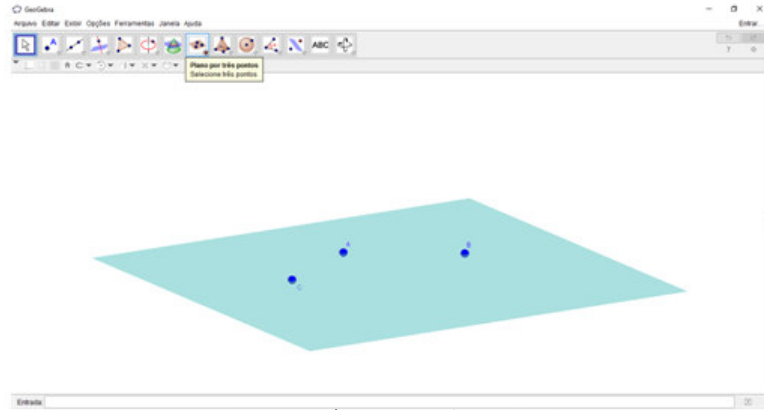 GeoGebra
Arquivo Editar Exibir Opções Ferramentas Janela Ajuda
Entrar...
ABC
Plano por três pontos
Selecione três pontos
A
B
C
Entrada: